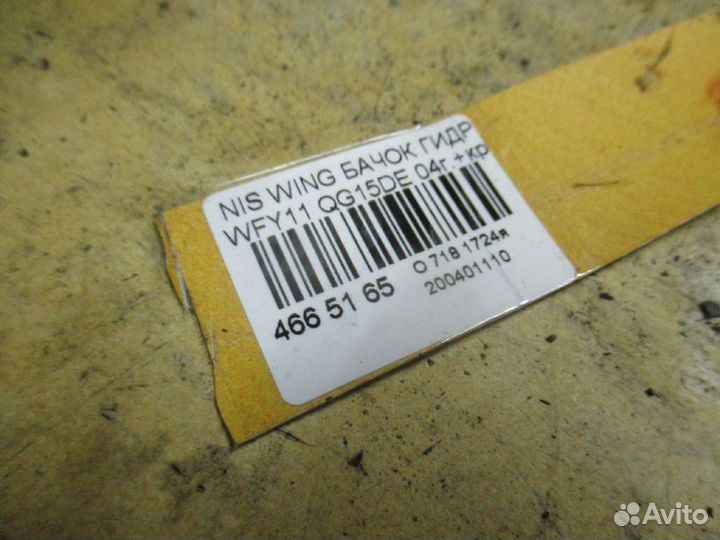 NIS WING БАЧОК ГИДР
WFY11 QG15DE 04г. +кр
466 51 65
О 718 1724я
200401110
Avito